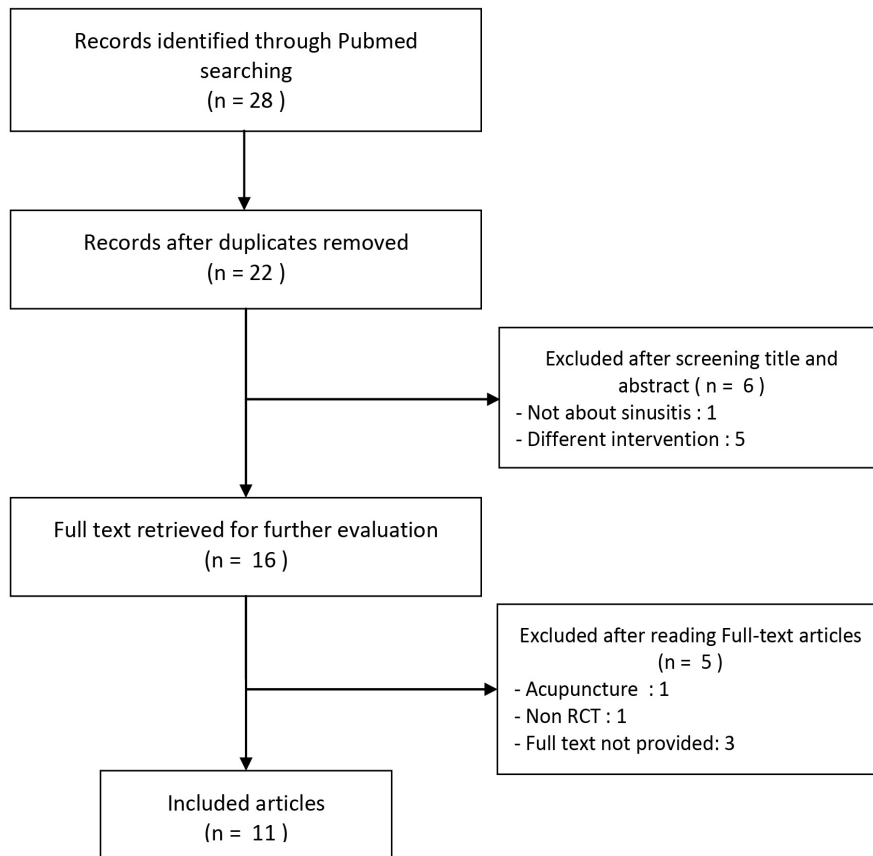 Records identified through Pubmed
searching
(n = 28 )
Records after duplicates removed
(n = 22 )
Excluded after screening title and
abstract ( n =  6 )
- Not about sinusitis : 1
- Different intervention : 5
Full text retrieved for further evaluation
(n =  16 )
Excluded after reading Full-text articles
(n =  5 )
- Acupuncture  : 1
- Non RCT : 1
- Full text not provided: 3
Included articles
(n =  11 )